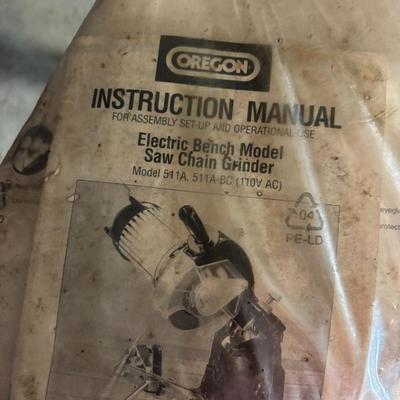 OREGON
INSTRUCTION MANUAL
FOR ASSEMBLY SET-UP AND OPERATIONAL USE
Electric Bench Model
Saw Chain Grinder
Model 511A, 511A-BC (110V AC)
04
PE-LD